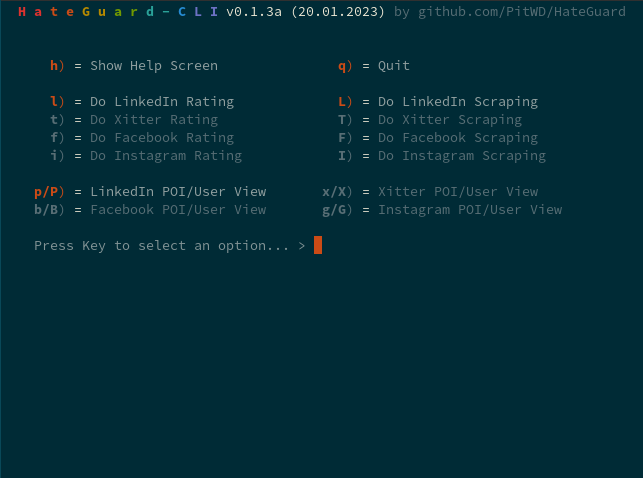 H a t e G u a r d - C L I v0.1.3a (20.01.2023) by github.com/PitWD/HateGuard
h) = Show Help Screen q) = Quit
l) = Do LinkedIn Rating L) = Do LinkedIn Scraping
t) = Do Xitter Rating T) = Do Xitter Scraping
f) = Do Facebook Rating F) = Do Facebook Scraping
i) = Do Instagram Rating I) = Do Instagram Scraping
p/P) = LinkedIn POI/User View x/X) = Xitter POI/User View
b/B) = Facebook POI/User View g/G) = Instagram POI/User View
Press Key to select an option... >